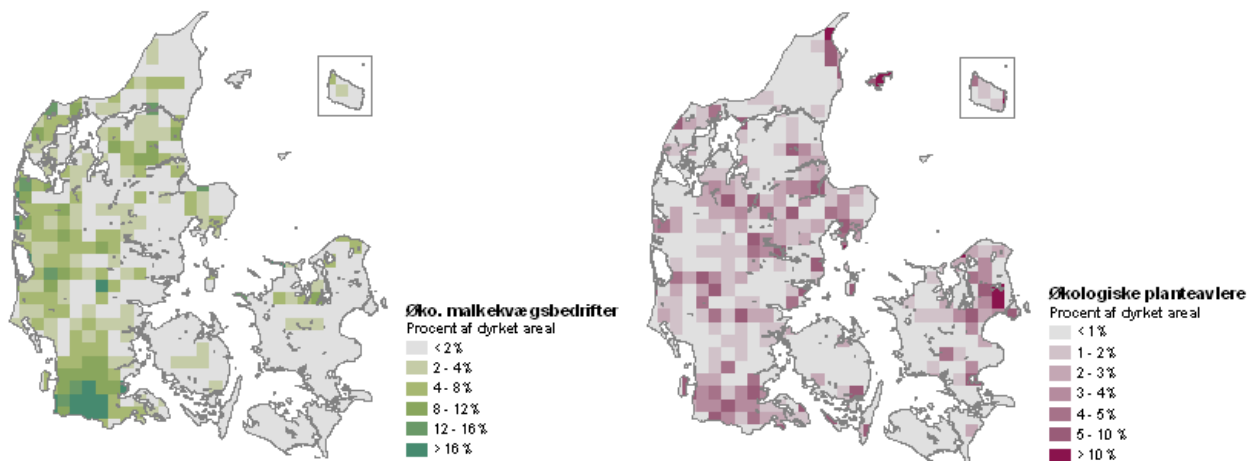 Øko. malkekvægsbedrifter
Procent af dyrket areal
< 2 %
2 - 4 %
4 - 8 %
8 - 12 %
12 - 16 %
> 16 %
Økologiske planteavlere
Procent af dyrket areal
< 1 %
1 - 2 %
2 - 3 %
3 - 4 %
4 - 5 %
5 - 10 %
> 10 %